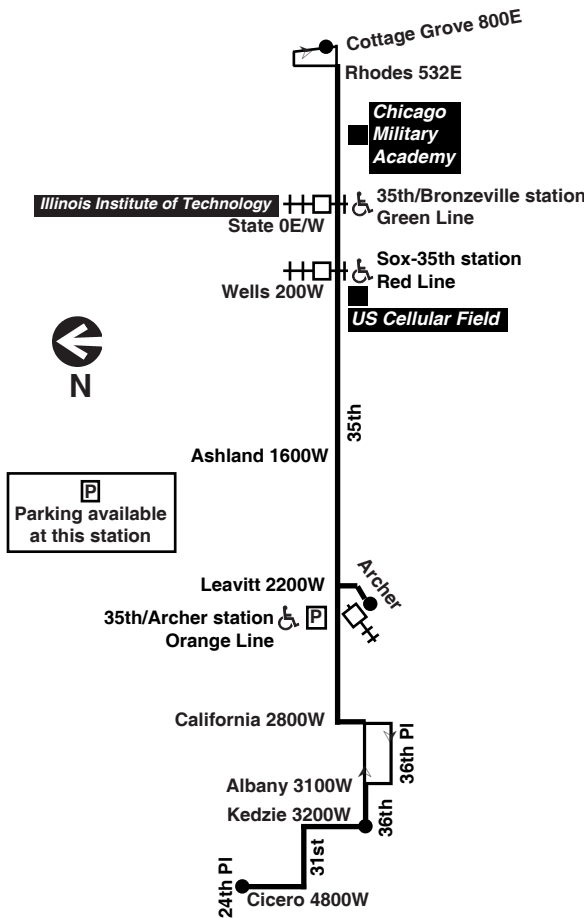 Cottage Grove 800E
Rhodes 532E
Chicago
Military
Academy
Illinois Institute of Technology
35th/Bronzeville station
Green Line
State 0E/W
Sox-35th station
Red Line
Wells 200W
US Cellular Field
N
35th
Ashland 1600W
P
Parking available
at this station
Leavitt 2200W
Archer
35th/Archer station
P
Orange Line
California 2800W
36th Pl
Albany 3100W
Kedzie 3200W
36th
31st
24th Pl
Cicero 4800W